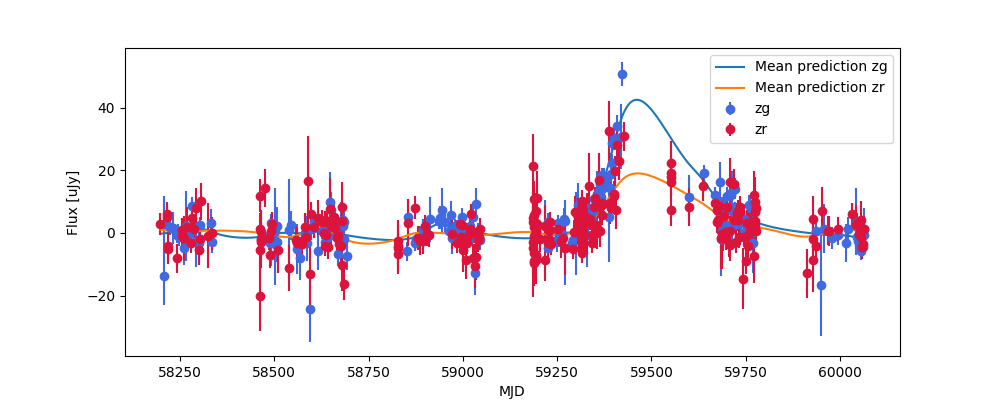 Mean prediction zg
Mean prediction zr
zg
zr
40
20
0
−20
Flux [uJy]
58250 58500 58750 59000 59250 59500 59750 60000
MJD